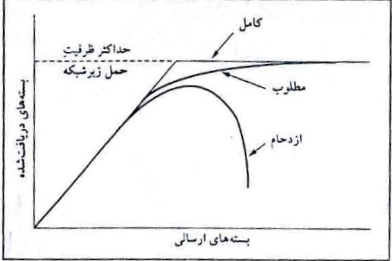 کامل
حداکثر ظرفیتِ
حمل زیرشبکه
مطلوب
ازدحام
بسته‌های دریافت‌شده
بسته‌های ارسالی